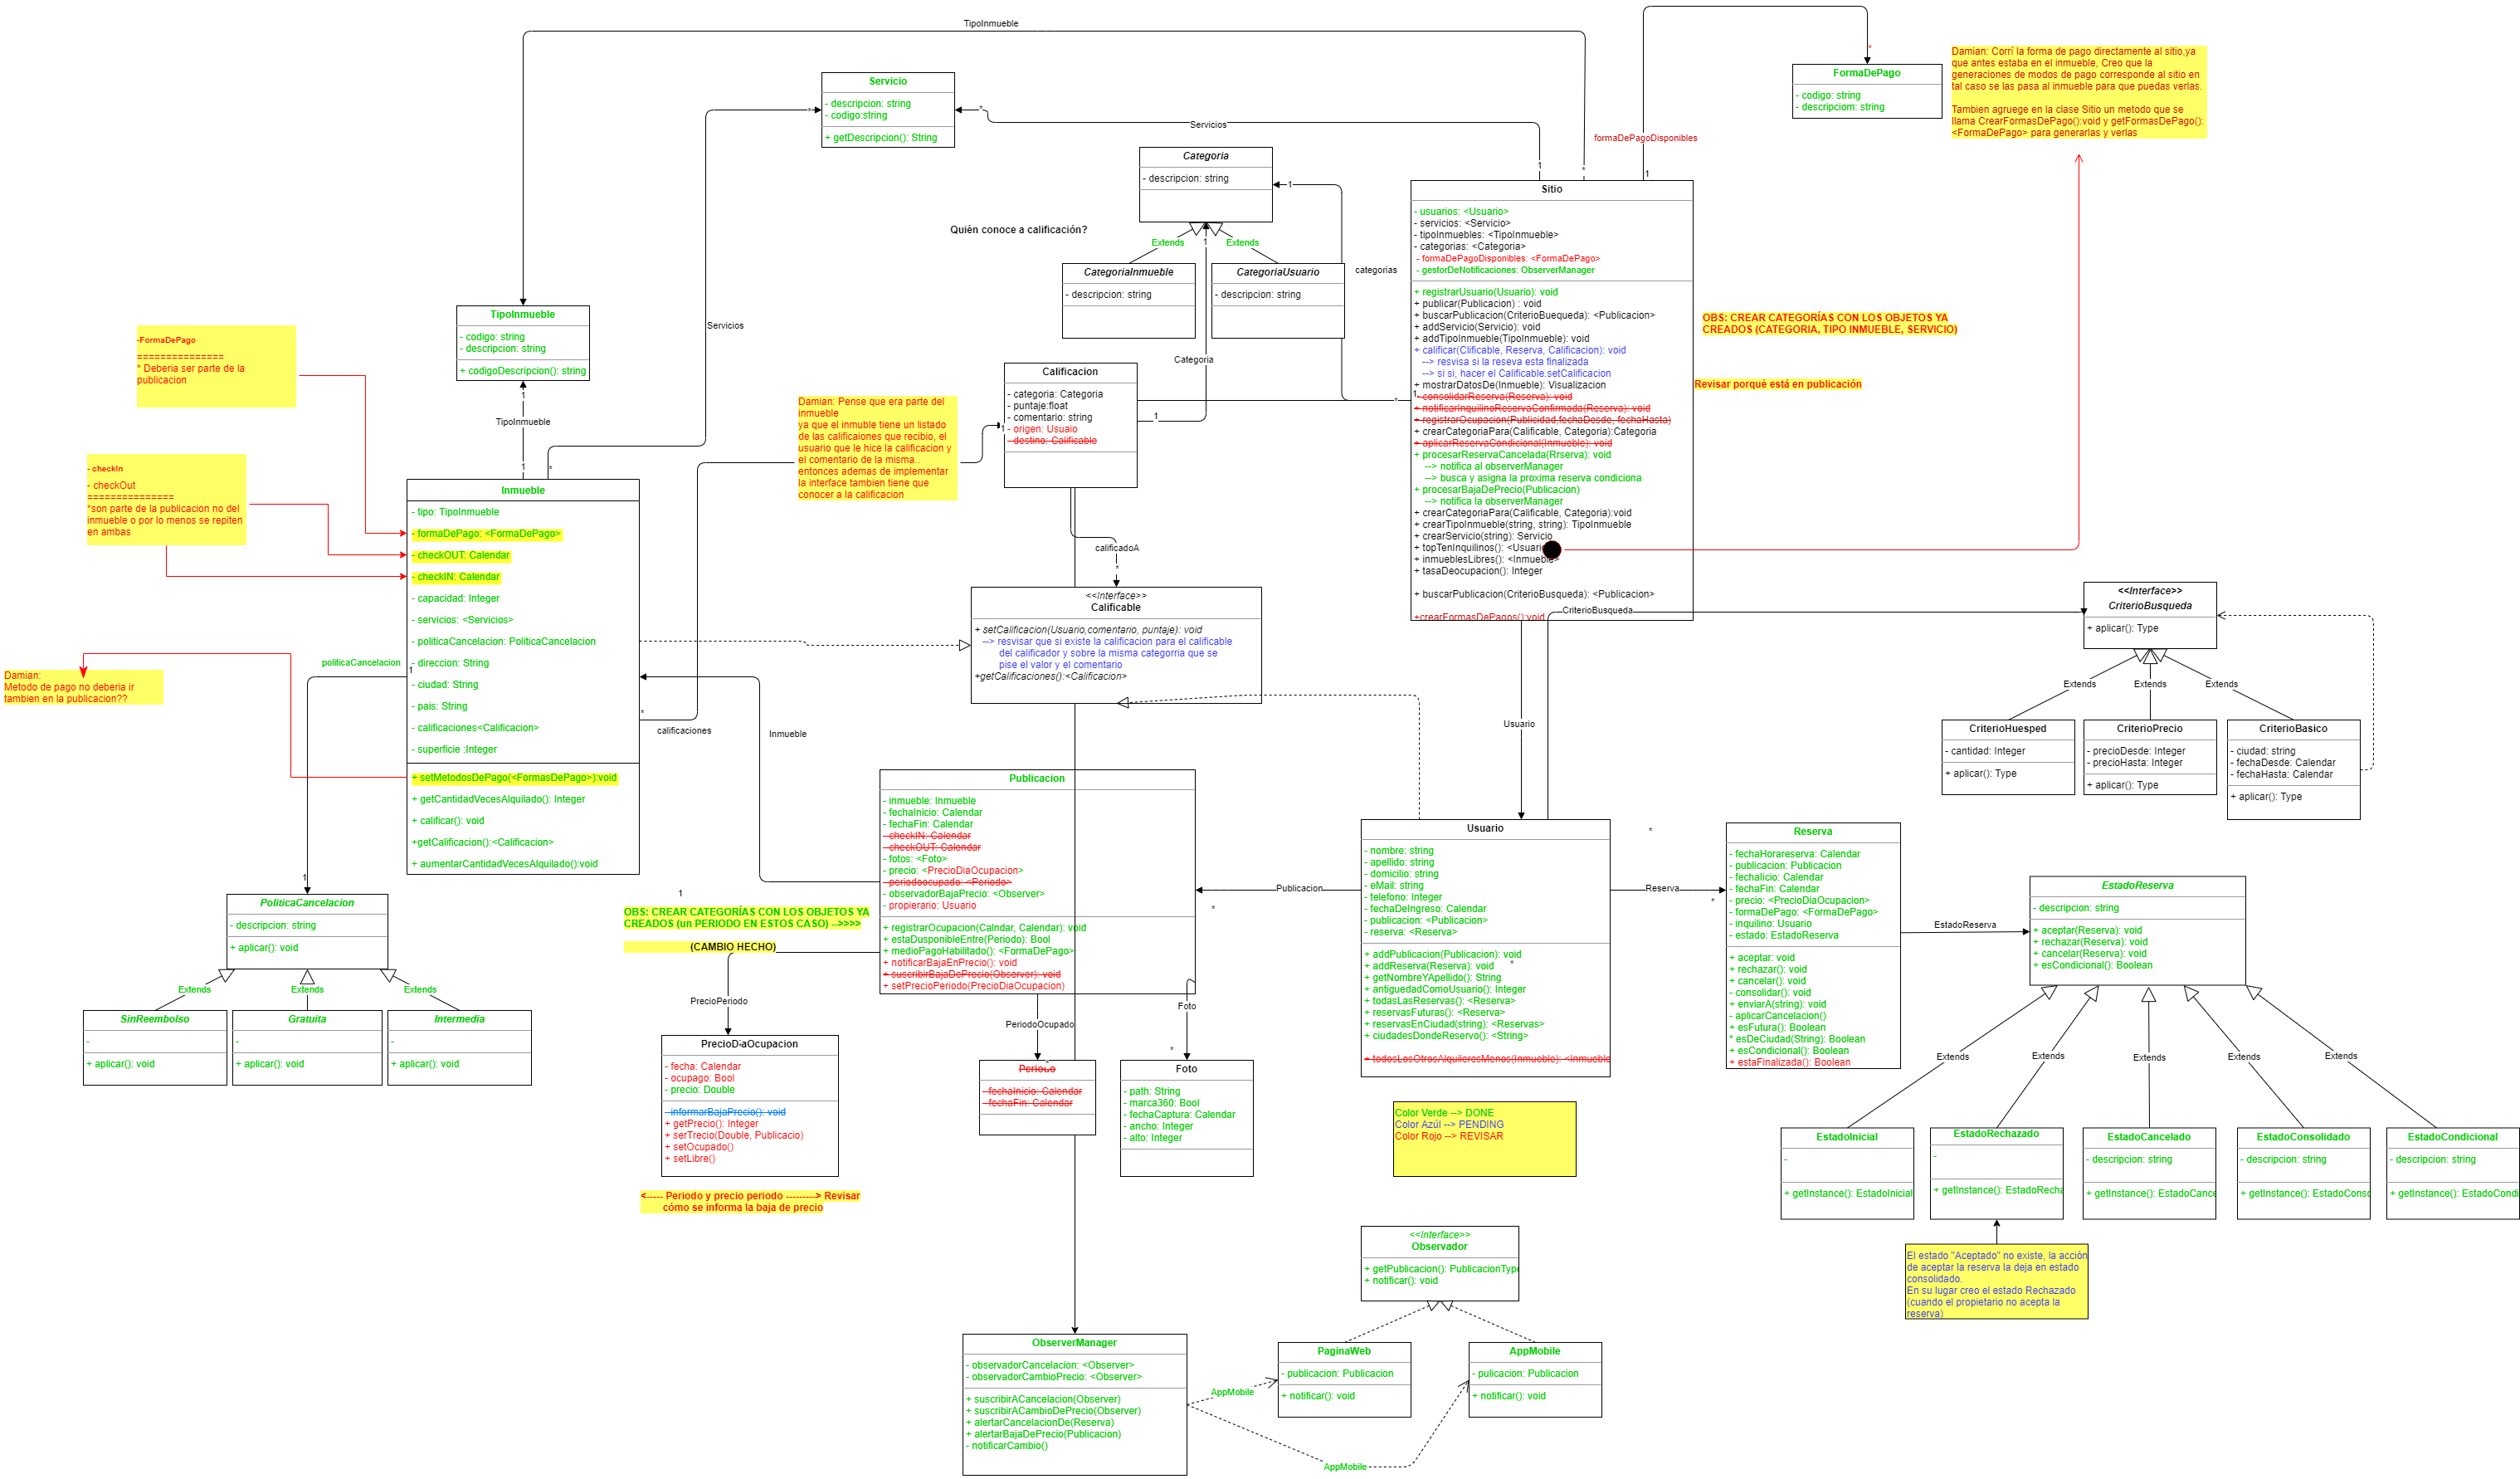 TipoInmueble
*
FormaDePago
- codigo: string
- descripciom: string
Damian: Corrí la forma de pago directamente al sitio,ya
que antes estaba en el inmueble, Creo que la
generaciones de modos de pago corresponde al sitio en
tal caso se las pasa al inmueble para que puedas verlas.
Tambien agruege en la clase Sitio un metodo que se
llama CrearFormasDePago():void y getFormasDePago():
<FormaDePago> para generarlas y verlas
Servicio
- descripcion: string
- codigo:string
+ getDescripcion(): String
*
*
Servicios
formaDePagoDisponibles
1
*
1
Categoria
- descripcion: string
1
Quién conoce a calificación?
Extends
1
Extends
CategoriaInmueble
- descripcion: string
CategoriaUsuario
- descripcion: string
categorias
Sitio
- usuarios: <Usuario>
- servicios: <Servicio>
- tipoInmuebles: <TipoInmueble>
- categorias: <Categoria>
- formaDePagoDisponibles: <FormaDePago>
- gestorDeNotificaciones: ObserverManager
+ registrarUsuario(Usuario): void
+ publicar(Publicacion) : void
+ buscarPublicacion(CriterioBuequeda): <Publicacion>
+ addServicio(Servicio): void
+ addTipoInmueble(TipoInmueble): void
+ calificar(Clificable, Reserva, Calificacion): void
--> resvisa si la reseva esta finalizada
--> si si, hacer el Calificable.setCalificacion
+ mostrarDatosDe(Inmueble): Visualizacion
- consolidarReserva(Reserva): void
+ notificarInquilinoReservaConfirmada(Reserva): void
+ registrarOcupacion(Publicidad,fechaDesde, fechaHasta)
+ crearCategoriaPara(Calificable, Categoria):Categoria
+ aplicarReservaCondicional(Inmueble): void
+ procesarReservaCancelada(Rrserva): void
--> notifica al observerManager
--> busca y asigna la proxima reserva condiciona
+ procesarBajaDePrecio(Publicacion)
--> notifica la observerManager
+ crearCategoriaPara(Calificable, Categoria):void
+ crearTipoInmueble(string, string): TipoInmueble
+ crearServicio(string): Servicio
+ topTenInquilinos(): <Usuari
+ inmueblesLibres(): <Inmueble>
+ tasaDeocupacion(): Integer
+ buscarPublicacion(CriterioBusqueda): <Publicacion>
+crearFormasDePagos():void
1
*
OBS: CREAR CATEGORÍAS CON LOS OBJETOS YA
CREADOS (CATEGORIA, TIPO INMUEBLE, SERVICIO)
Revisar porqué está en publicación
TipoInmueble
- codigo: string
- descripcion: string
+ codigoDescripcion(): string
1
TipoInmueble
1
Servicios
*
-FormaDePago
===============
* Deberia ser parte de la
publicacion
- checkIn
- checkOut
===============
*son parte de la publicacion no del
inmueble o por lo menos se repiten
en ambas
Damian:
Metodo de pago no deberia ir
tambien en la publicacion??
Calificacion
- categoria: Categoria
- puntaje:float
- comentario: string
- origen: Usuaio
- destino: Calificable
1
Categoria
1
Damian: Pense que era parte del
inmueble
ya que el inmuble tiene un listado
de las calificaiones que recibio, el
usuario que le hice la calificacion y
el comentario de la misma..
entonces ademas de implementar
la interface tambien tiene que
conocer a la calificacion
Inmueble
- tipo: TipoInmueble
- formaDePago: <FormaDePago>
- checkOUT: Calendar
- checkIN: Calendar
- capacidad: Integer
- servicios: <Servicios>
- politicaCancelacion: PoliticaCancelacion
- direccion: String
- ciudad: String
- pais: String
- calificaciones<Calificacion>
- superficie :Integer
+ setMetodosDePago(<FormasDePago>):void
+ getCantidadVecesAlquilado(): Integer
+ calificar(): void
+getCalificacion():<Calificacion>
+ aumentarCantidadVecesAlquilado():void
politicaCancelacion
1
1
*
calificaciones
Inmueble
1
calificadoA
*
<<Interface>>
Calificable
+ setCalificacion(Usuario,comentario, puntaje): void
--> resvisar que si existe la calificacion para el calificable
del calificador y sobre la misma categorria que se
pise el valor y el comentario
+getCalificaciones():<Calificacion>
CriterioBusqueda
Usuario
<<Interface>>
CriterioBusqueda
+ aplicar(): Type
Extends
Extends
Extends
CriterioHuesped
- cantidad: Integer
+ aplicar(): Type
CriterioPrecio
- precioDesde: Integer
- precioHasta: Integer
+ aplicar(): Type
CriterioBasico
- ciudad: string
- fechaDesde: Calendar
- fechaHasta: Calendar
+ aplicar(): Type
PoliticaCancelacion
- descripcion: string
+ aplicar(): void
Extends
Extends
Extends
SinReembolso
-
+ aplicar(): void
Gratuita
-
+ aplicar(): void
Intermedia
-
+ aplicar(): void
OBS: CREAR CATEGORÍAS CON LOS OBJETOS YA
CREADOS (un PERIODO EN ESTOS CASO) -->>>>
(CAMBIO HECHO)
Publicacion
- inmueble: Inmueble
- fechaInicio: Calendar
- fechaFin: Calendar
- checkIN: Calendar
- checkOUT: Calendar
- fotos: <Foto>
- precio: <PrecioDiaOcupacion>
- periodoocupado: <Periodo>
- observadorBajaPrecio: <Observer>
- propierario: Usuario
+ registrarOcupacion(Calndar, Calendar): void
+ estaDusponibleEntre(Periodo): Bool
+ medioPagoHabilitado(): <FormaDePago>
+ notificarBajaEnPrecio(): void
+ suscribirBajaDePrecio(Observer): void
+ setPrecioPeriodo(PrecioDiaOcupacion)
Publicacion
*
Usuario
- nombre: string
- apellido: string
- domicilio: string
- eMail: string
- telefono: Integer
- fechaDeIngreso: Calendar
- publicacion: <Publicacion>
- reserva: <Reserva>
+ addPublicacion(Publicacion): void
+ addReserva(Reserva): void
*
+ getNombreYApellido(): String
+ antiguedadComoUsuario(): Integer
+ todasLasReservas(): <Reserva>
+ reservasFuturas(): <Reserva>
+ reservasEnCiudad(string): <Reservas>
+ ciudadesDondeReservo(): <String>
+ todosLosOtrosAlquileresMenos(Inmueble): <Inmueble
*
Reserva
*
Reserva
- fechaHorareserva: Calendar
- publicacion: Publicacion
- fechaIicio: Calendar
- fechaFin: Calendar
- precio: <PrecioDiaOcupacion>
- formaDePago: <FormaDePago>
- inquilino: Usuario
- estado: EstadoReserva
+ aceptar: void
+ rechazar(): void
+ cancelar(): void
- consolidar(): void
+ enviarA(string): void
- aplicarCancelacion()
+ esFutura(): Boolean
* esDeCiudad(String): Boolean
+ esCondicional(): Boolean
+ estaFinalizada(): Boolean
EstadoReserva
EstadoReserva
- descripcion: string
+ aceptar(Reserva): void
+ rechazar(Reserva): void
+ cancelar(Reserva): void
+ esCondicional(): Boolean
Extends
Extends
Extends
Extends
Extends
EstadoInicial
-
+ getInstance(): EstadoInicial
EstadoRechazado
-
+ getInstance(): EstadoRecha
EstadoCancelado
- descripcion: string
+ getInstance(): EstadoCance
EstadoConsolidado
- descripcion: string
+ getInstance(): EstadoConso
EstadoCondicional
- descripcion: string
+ getInstance(): EstadoCondi
El estado "Aceptado" no existe, la acción
de aceptar la reserva la deja en estado
consolidado.
En su lugar creo el estado Rechazado
(cuando el propietario no acepta la
reserva)
PrecioPeriodo
PeriodoOcupado
Foto
*
PrecioDiaOcupacion
- fecha: Calendar
- ocupago: Bool
- precio: Double
- informarBajaPrecio(): void
+ getPrecio(): Integer
+ serTrecio(Double, Publicacio)
+ setOcupado()
+ setLibre()
Periodo
- fechaInicio: Calendar
- fechaFin: Calendar
Foto
- path: String
- marca360: Bool
- fechaCaptura: Calendar
- ancho: Integer
- alto: Integer
<----- Periodo y precio periodo ---------> Revisar
cómo se informa la baja de precio
Color Verde --> DONE
Color Azúl --> PENDING
Color Rojo --> REVISAR
<<Interface>>
Observador
+ getPublicacion(): PublicacionType
+ notificar(): void
ObserverManager
- observadorCancelacion: <Observer>
- observadorCambioPrecio: <Observer>
+ suscribirACancelacion(Observer)
+ suscribirACambioDePrecio(Observer)
+ alertarCancelacionDe(Reserva)
+ alertarBajaDePrecio(Publicacion)
- notificarCambio()
AppMobile
AppMobile
PaginaWeb
- publicacion: Publicacion
+ notificar(): void
AppMobile
- pulicacion: Publicacion
+ notificar(): void